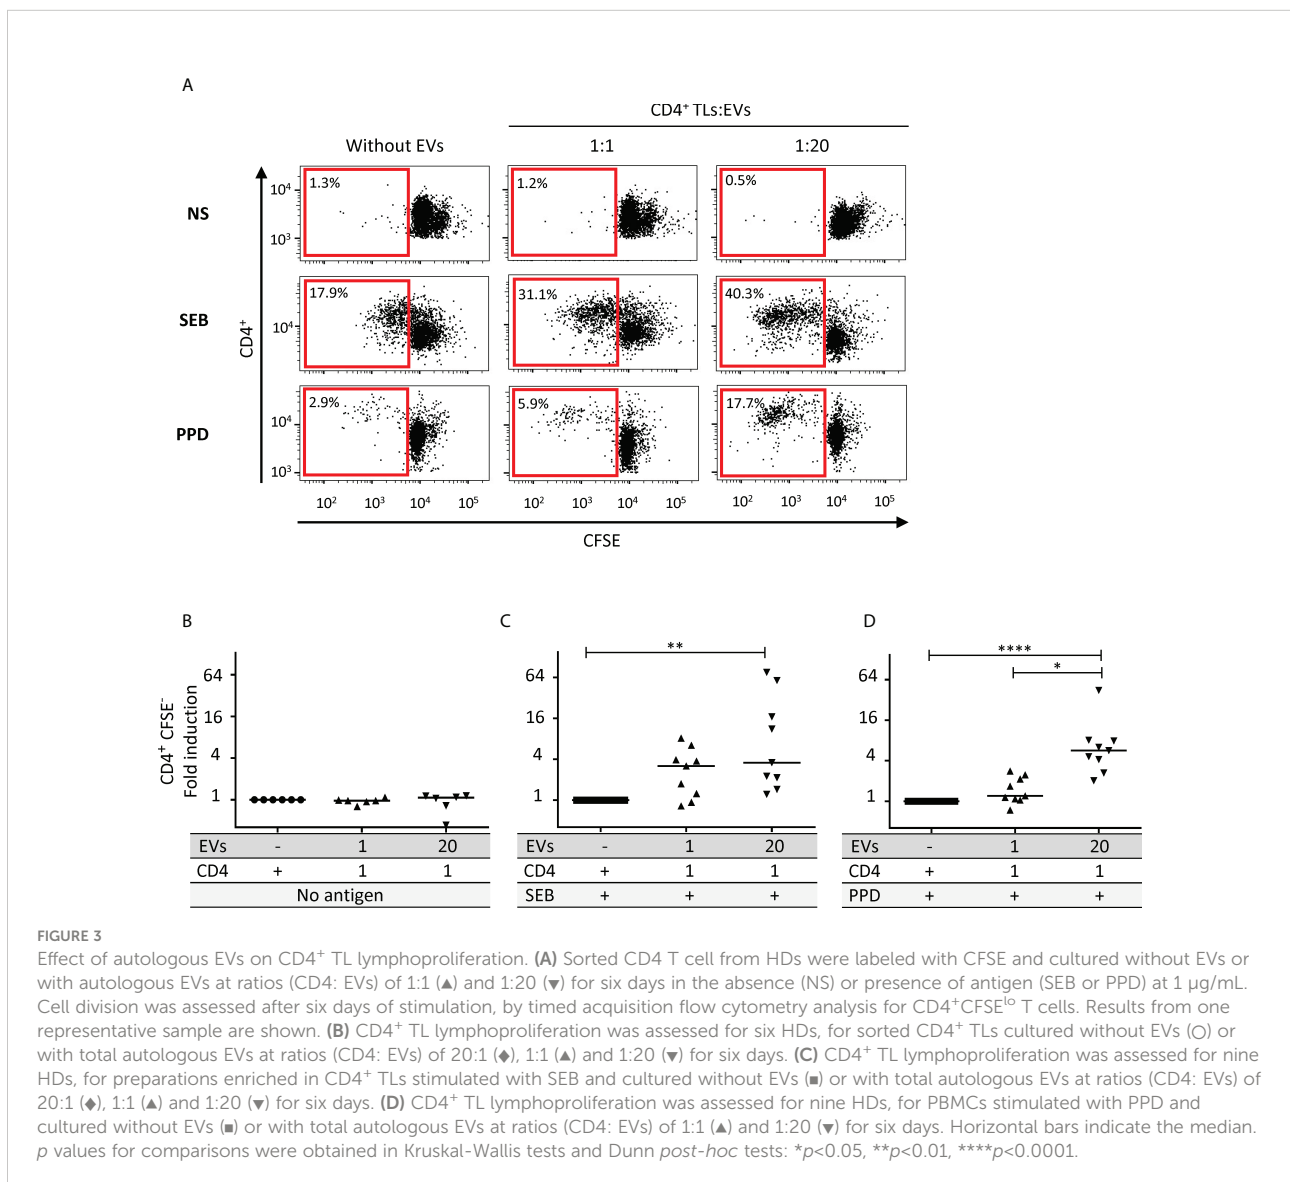 A
CD4⁺ TLs:EVs
Without EVs 1:1 1:20
NS
10⁴
10³
1.3% 1.2% 0.5%
SEB
10⁴
17.9% 31.1% 40.3%
PPD
10⁴
10³
2.9% 5.9% 17.7%
CD4⁺
10² 10³ 10⁴ 10⁵ 10² 10³ 10⁴ 10⁵ 10² 10³ 10⁴ 10⁵
CFSE
B
CD4⁺ CFSE⁻
Fold induction
64
16
4
1
EVs - 1 20
CD4 + 1 1
No antigen
C
**
64
16
4
1
EVs - 1 20
CD4 + 1 1
SEB + + +
D
****
*
64
16
4
1
EVs - 1 20
CD4 + 1 1
PPD + + +
FIGURE 3
Effect of autologous EVs on CD4⁺ TL lymphoproliferation. (A) Sorted CD4 T cell from HDs were labeled with CFSE and cultured without EVs or
with autologous EVs at ratios (CD4: EVs) of 1:1 (▲) and 1:20 (▼) for six days in the absence (NS) or presence of antigen (SEB or PPD) at 1 µg/mL.
Cell division was assessed after six days of stimulation, by timed acquisition flow cytometry analysis for CD4⁺CFSEˡᵒ T cells. Results from one
representative sample are shown. (B) CD4⁺ TL lymphoproliferation was assessed for six HDs, for sorted CD4⁺ TLs cultured without EVs (○) or
with total autologous EVs at ratios (CD4: EVs) of 20:1 (◆), 1:1 (▲) and 1:20 (▼) for six days. (C) CD4⁺ TL lymphoproliferation was assessed for nine
HDs, for preparations enriched in CD4⁺ TLs stimulated with SEB and cultured without EVs (■) or with total autologous EVs at ratios (CD4: EVs) of
20:1 (◆), 1:1 (▲) and 1:20 (▼) for six days. (D) CD4⁺ TL lymphoproliferation was assessed for nine HDs, for PBMCs stimulated with PPD and
cultured without EVs (■) or with total autologous EVs at ratios (CD4: EVs) of 1:1 (▲) and 1:20 (▼) for six days. Horizontal bars indicate the median.
p values for comparisons were obtained in Kruskal-Wallis tests and Dunn post-hoc tests: *p<0.05, **p<0.01, ****p<0.0001.